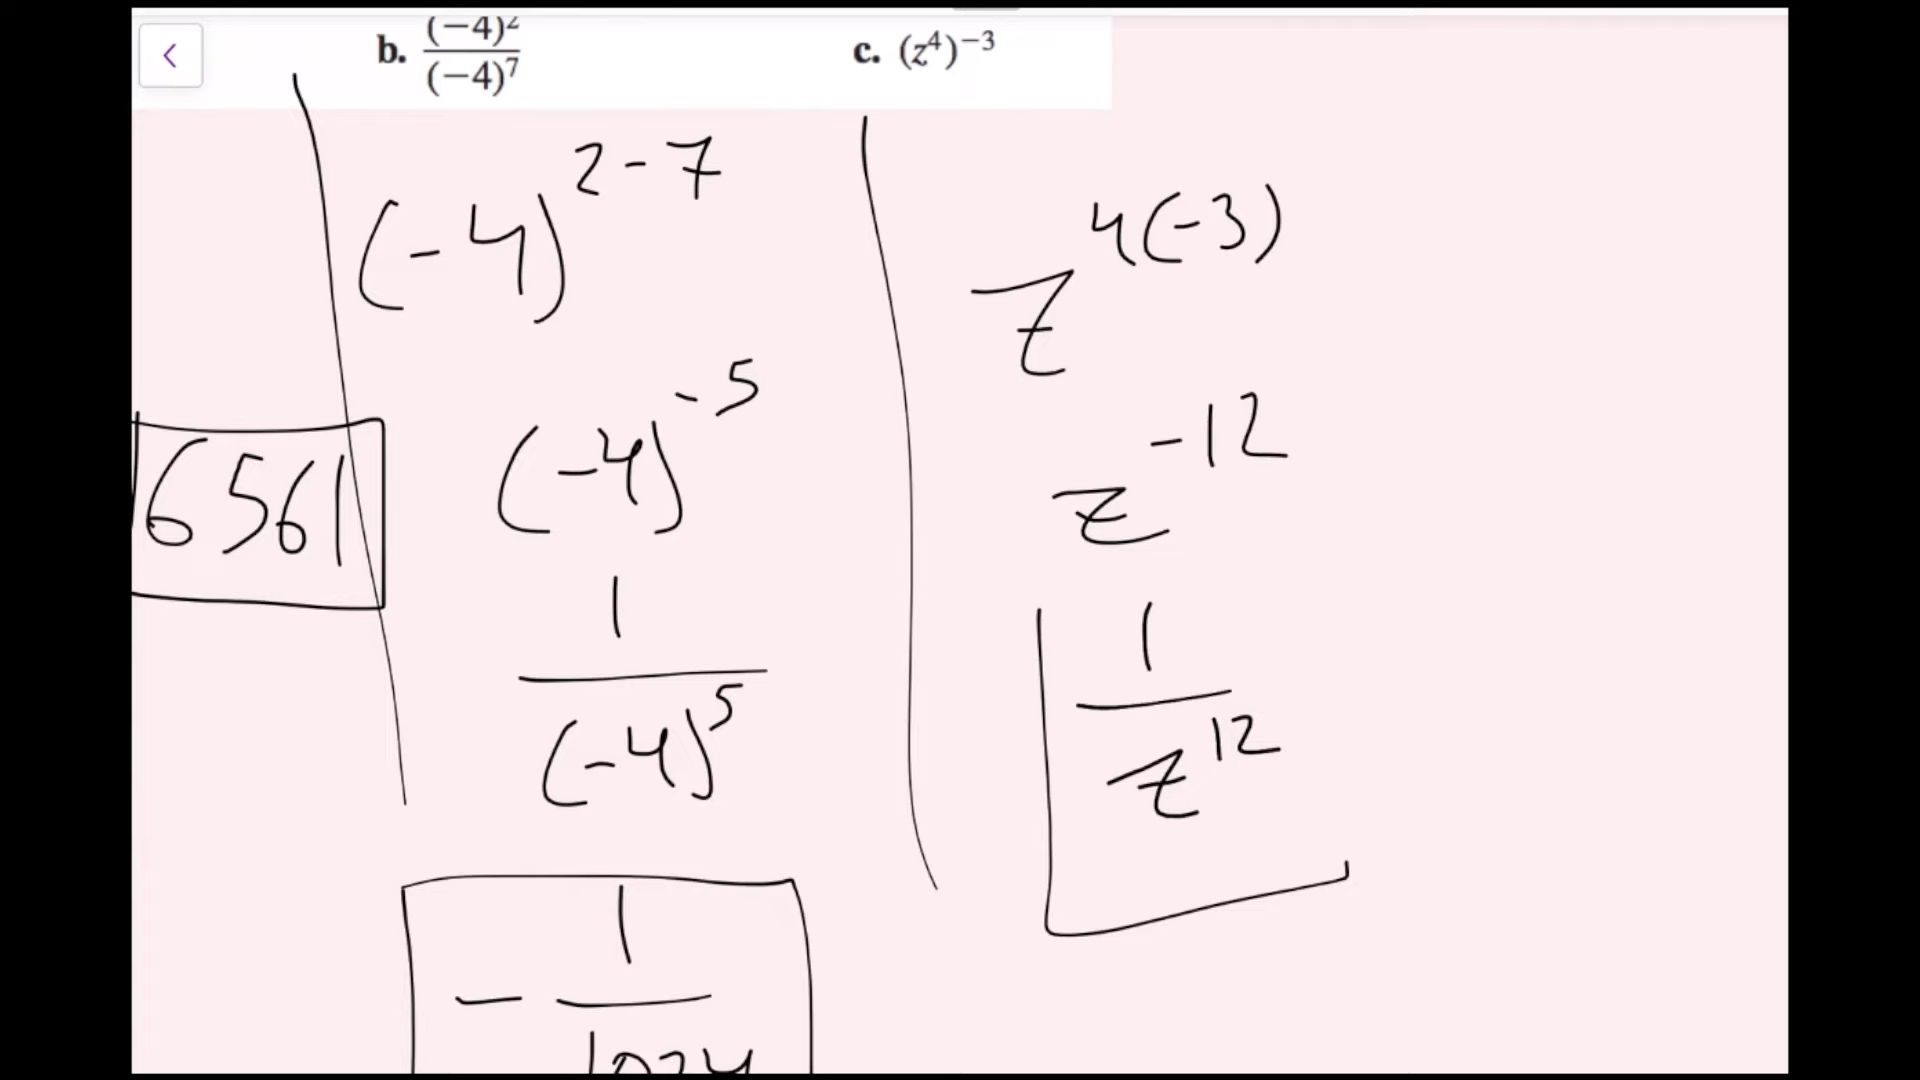 b. (−4)² / (−4)⁷
c. (z⁴)⁻³
(-4)^2-7
(-4)^-5
1
(-4)^5
- 1
1024
6561
z^4(-3)
z^-12
1
z^12